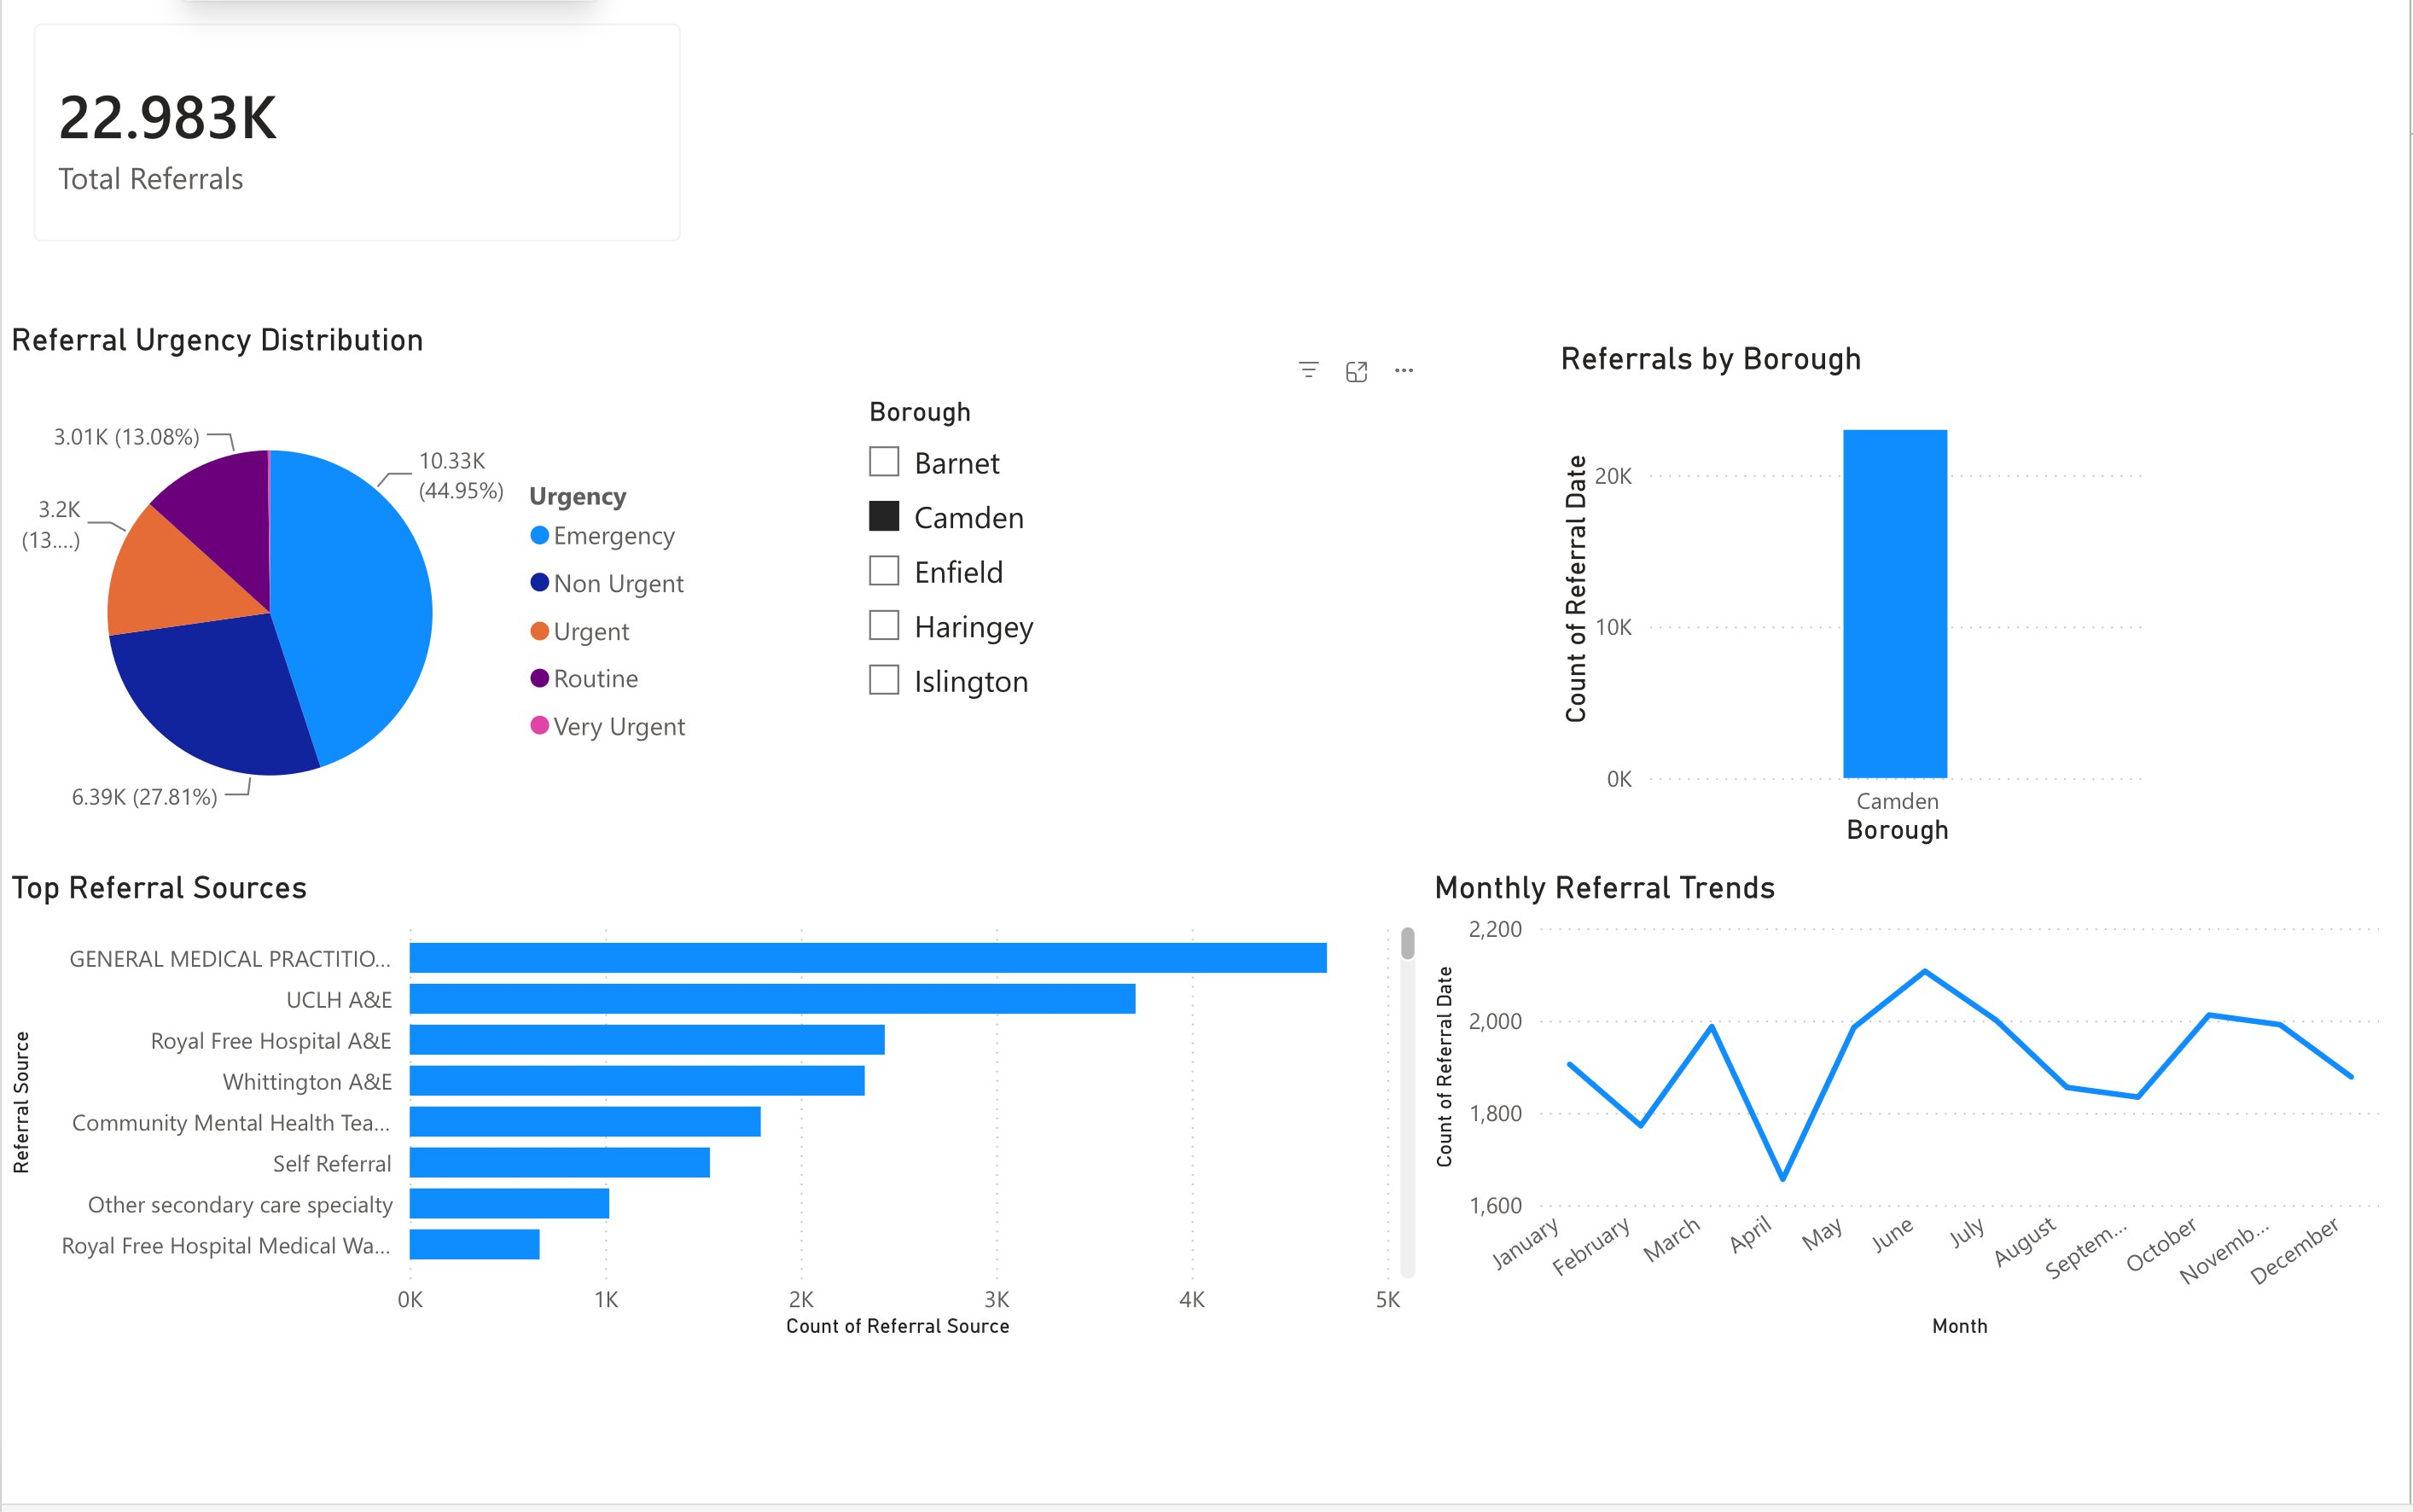 22.983K
Total Referrals
Referral Urgency Distribution
3.01K (13.08%)
10.33K
(44.95%)
3.2K
(13....)
6.39K (27.81%)
Urgency
Emergency
Non Urgent
Urgent
Routine
Very Urgent
Borough
Barnet
Camden
Enfield
Haringey
Islington
Referrals by Borough
Count of Referral Date
20K
10K
0K
Camden
Borough
Top Referral Sources
Referral Source
GENERAL MEDICAL PRACTITIO...
UCLH A&E
Royal Free Hospital A&E
Whittington A&E
Community Mental Health Tea...
Self Referral
Other secondary care specialty
Royal Free Hospital Medical Wa...
0K
1K
2K
3K
4K
5K
Count of Referral Source
Monthly Referral Trends
Count of Referral Date
2,200
2,000
1,800
1,600
January
February
March
April
May
June
July
August
Septem...
October
Novemb...
December
Month